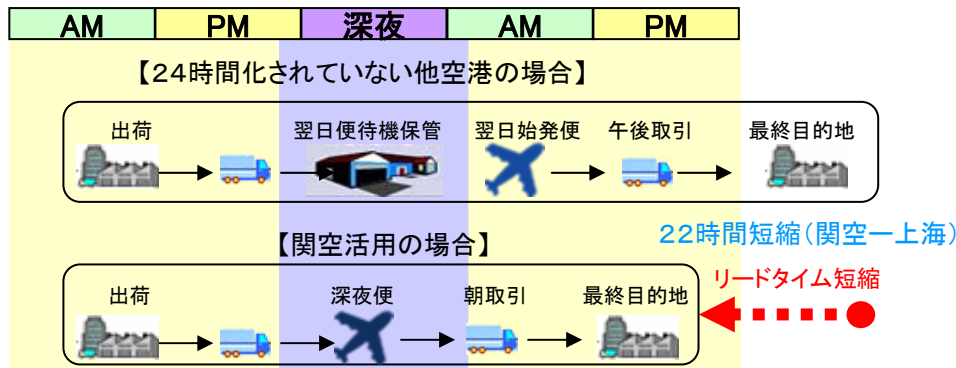 AM PM 深夜 AM PM
【24時間化されていない他空港の場合】
出荷 翌日便待機保管 翌日始発便 午後取引 最終目的地
22時間短縮(関空ー上海)
【関空活用の場合】
リードタイム短縮
出荷 深夜便 朝取引 最終目的地